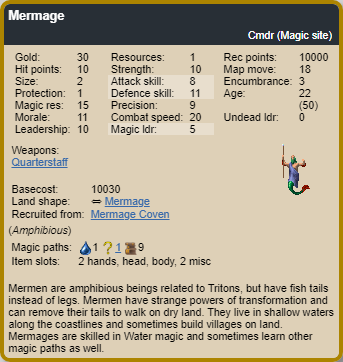 Mermage
Cmdr (Magic site)
Gold: 30 Resources: 1 Rec points: 10000
Hit points: 10 Strength: 10 Map move: 18
Size: 2 Attack skill: 8 Encumbrance: 3
Protection: 1 Defence skill: 11 Age: 22
Magic res: 15 Precision: 9 (50)
Morale: 11 Combat speed: 20 Undead ldr: 0
Leadership: 10 Magic ldr: 5
Weapons:
Quarterstaff
Basecost: 10030
Land shape: ⇔ Mermage
Recruited from: Mermage Coven
(Amphibious)
Magic paths: 1 ? 1 9
Item slots: 2 hands, head, body, 2 misc
Mermen are amphibious beings related to Tritons, but have fish tails
instead of legs. Mermen have strange powers of transformation and
can remove their tails to walk on dry land. They live in shallow waters
along the coastlines and sometimes build villages on land.
Mermages are skilled in Water magic and sometimes learn other
magic paths as well.